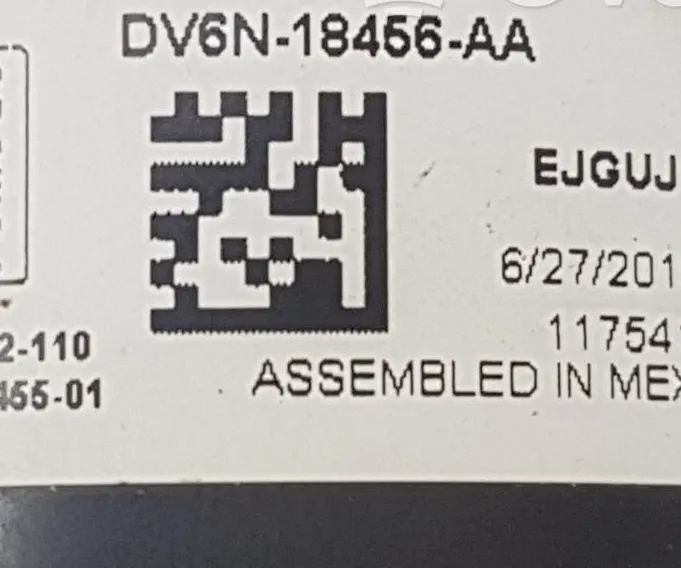 DV6N-18456-AA
EJGUJ
6/27/201
11754
2-110
455-01
ASSEMBLED IN MEX